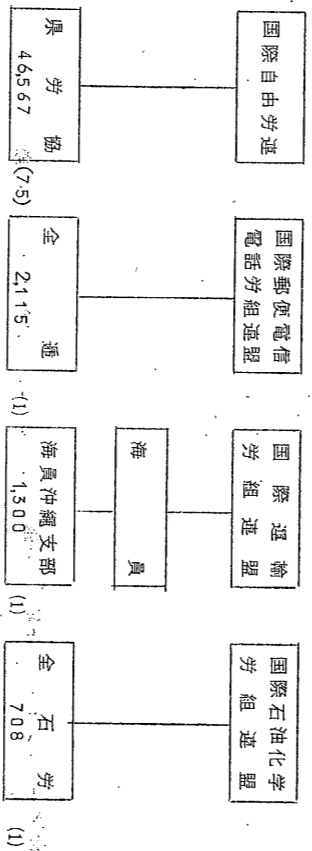 国際自由労連
県労協
46,567
(75)
国際郵便電信
電話労組連盟
全逓
2,115
(1)
国際運輸
労組連盟
海員
海員沖縄支部
1,300
(1)
国際石油化学
労組連盟
全石労
708
(1)